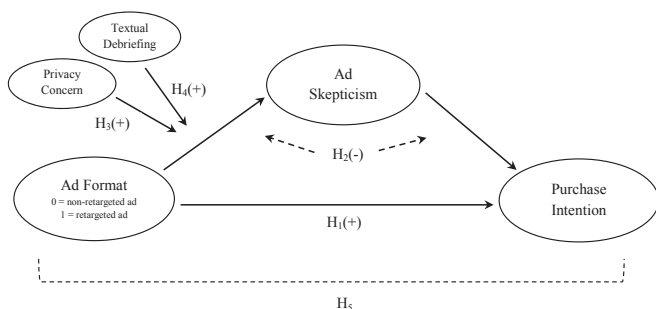 Textual
Debriefing
Privacy
Concern
H₄(+)
H₃(+)
Ad
Skepticism
H₂(-)
Ad Format
0 = non-retargeted ad
1 = retargeted ad
H₁(+)
Purchase
Intention
H₅